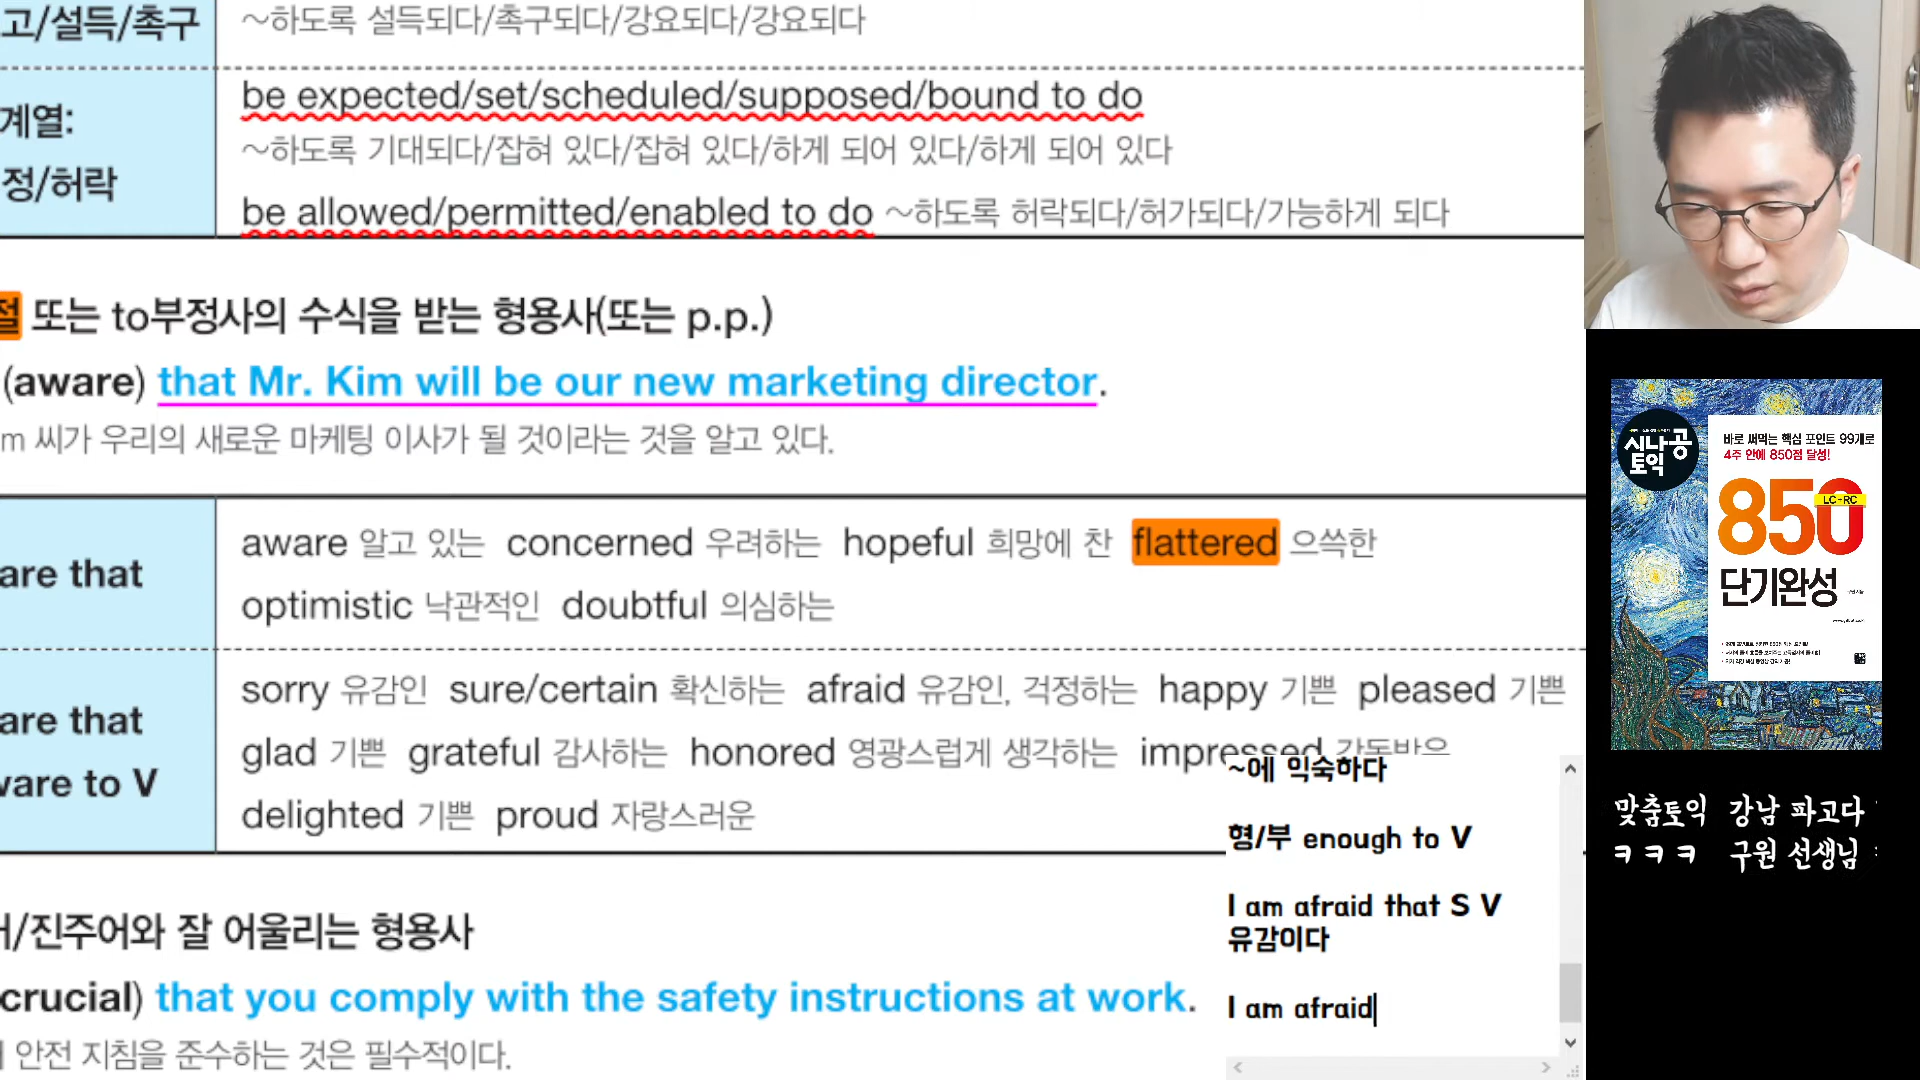 고/설득/촉구
~하도록 설득되다/촉구되다/강요되다/강요되다
계열:
정/허락
be expected/set/scheduled/supposed/bound to do
~하도록 기대되다/잡혀 있다/잡혀 있다/하게 되어 있다/하게 되어 있다
be allowed/permitted/enabled to do ~하도록 허락되다/허가되다/가능하게 되다
절 또는 to부정사의 수식을 받는 형용사(또는 p.p.)
(aware) that Mr. Kim will be our new marketing director.
m 씨가 우리의 새로운 마케팅 이사가 될 것이라는 것을 알고 있다.
are that
aware 알고 있는 concerned 우려하는 hopeful 희망에 찬 flattered 으쓱한
optimistic 낙관적인 doubtful 의심하는
are that
ware to V
sorry 유감인 sure/certain 확신하는 afraid 유감인, 걱정하는 happy 기쁜 pleased 기쁜
glad 기쁜 grateful 감사하는 honored 영광스럽게 생각하는 impressed 감동받은
delighted 기쁜 proud 자랑스러운
어/진주어와 잘 어울리는 형용사
crucial) that you comply with the safety instructions at work.
안전 지침을 준수하는 것은 필수적이다.
~에 익숙하다
형/부 enough to V
I am afraid that S V
유감이다
I am afraid
시나공
토익
바로 써먹는 핵심 포인트 99개로
4주 안에 850점 달성!
850
LC+RC
단기완성
맞춤토익 강남 파고다
ㅋㅋㅋ 구원 선생님